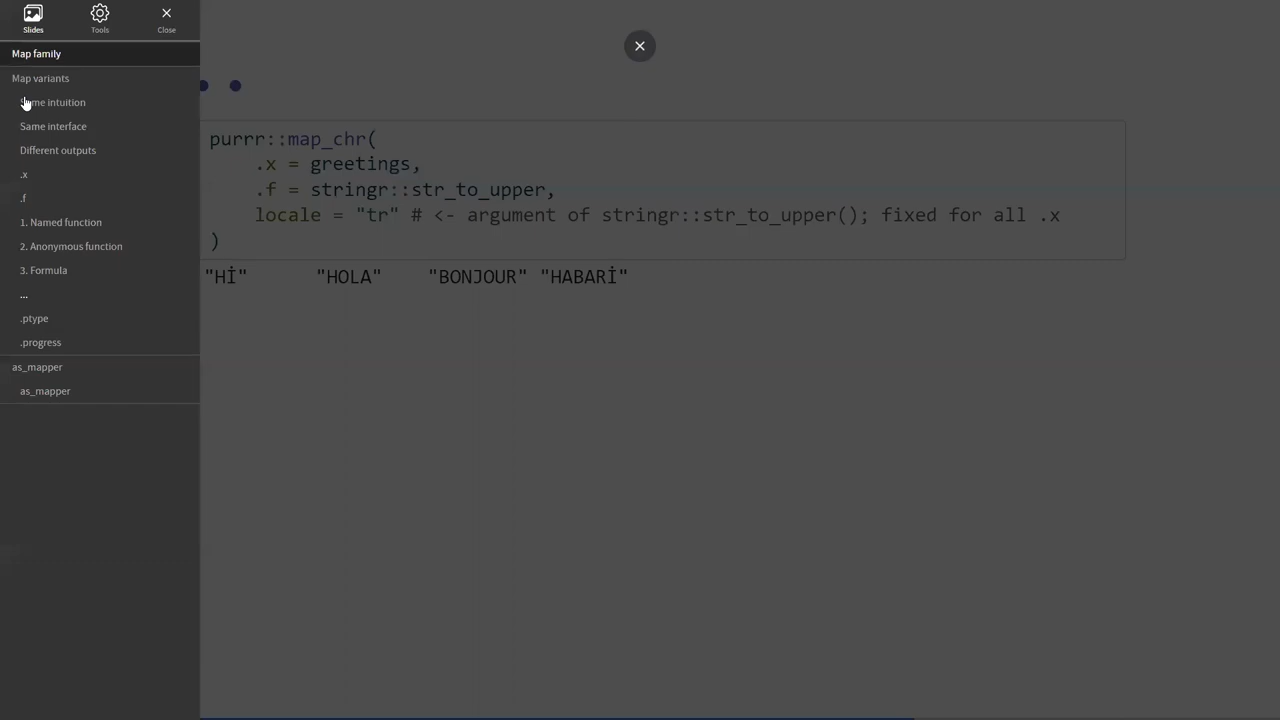 Slides
Tools
Close
Map family
Map variants
me intuition
Same interface
Different outputs
.x
.f
1. Named function
2. Anonymous function
3. Formula
...
.ptype
.progress
as_mapper
as_mapper
purrr::map_chr(
.x = greetings,
.f = stringr::str_to_upper,
locale = "tr" # <- argument of stringr::str_to_upper(); fixed for all .x
)
"Hİ" "HOLA" "BONJOUR" "HABARİ"